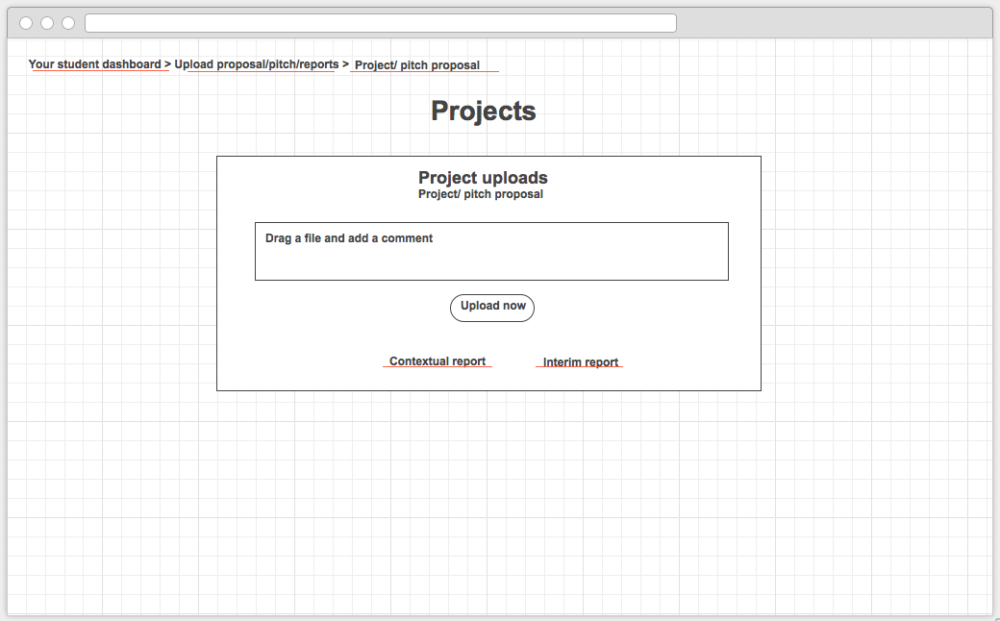 Your student dashboard > Upload proposal/pitch/reports > Project/ pitch proposal
Projects
Project uploads
Project/ pitch proposal
Drag a file and add a comment
Upload now
Contextual report Interim report